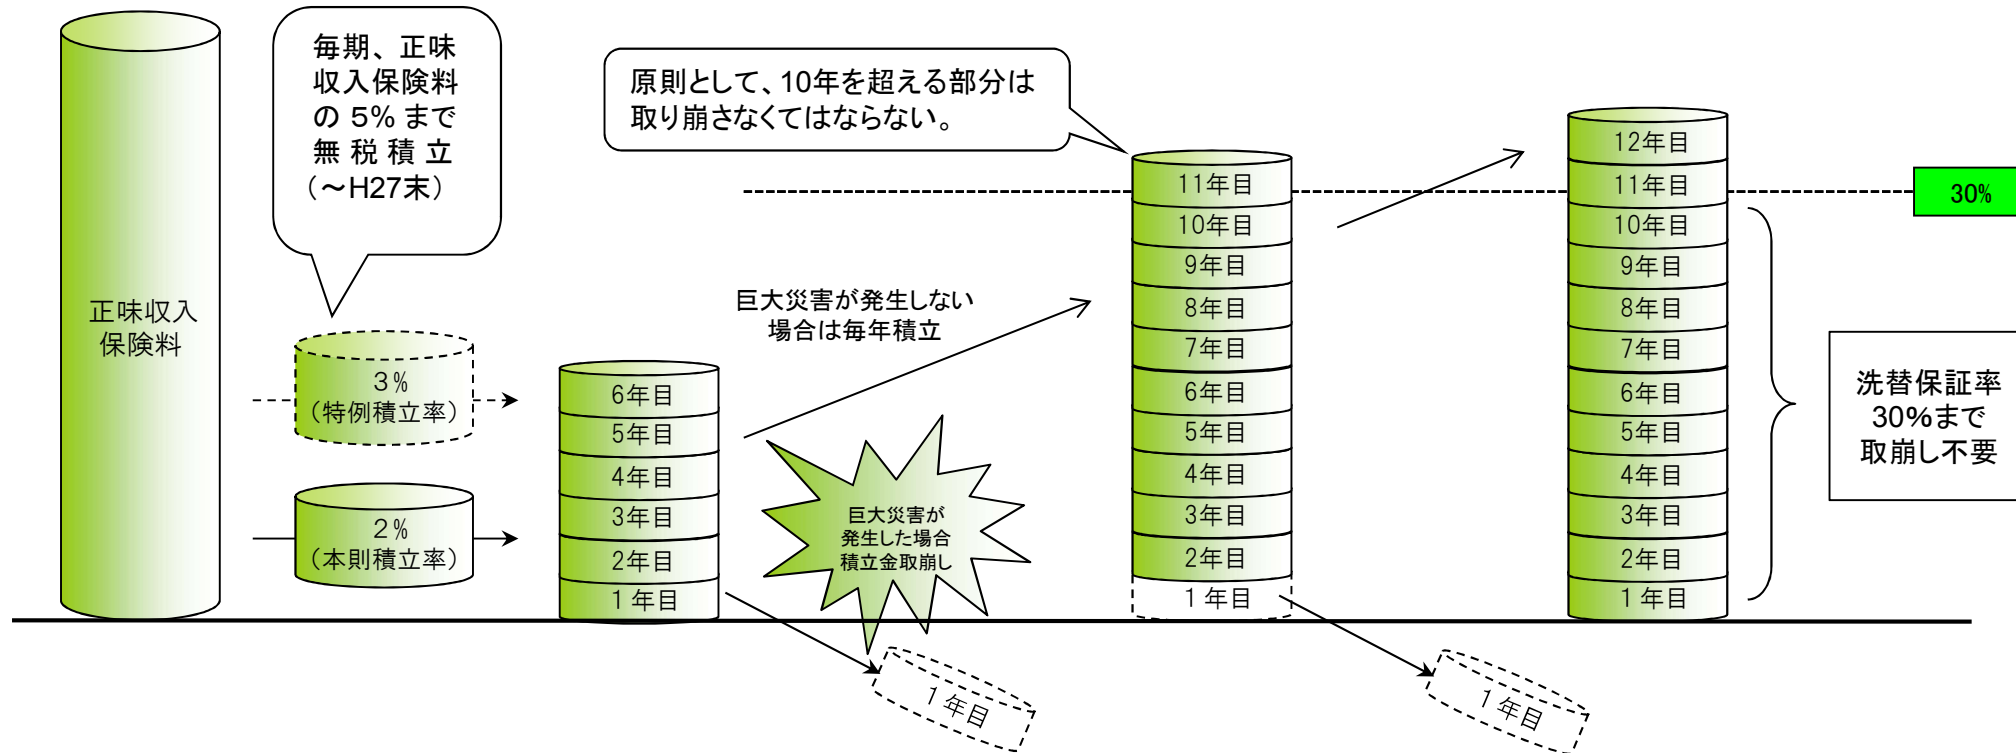 正味収入
保険料
毎期、正味
収入保険料
の 5% まで
無 税 積 立
（～H27末）
3％
（特例積立率）
2％
（本則積立率）
6年目
5年目
4年目
3年目
2年目
1年目
1年目
巨大災害が発生しない
場合は毎年積立
巨大災害が
発生した場合
積立金取崩し
原則として、10年を超える部分は
取り崩さなくてはならない。
11年目
10年目
9年目
8年目
7年目
6年目
5年目
4年目
3年目
2年目
1年目
1年目
12年目
11年目
10年目
9年目
8年目
7年目
6年目
5年目
4年目
3年目
2年目
1年目
30%
洗替保証率
30%まで
取崩し不要